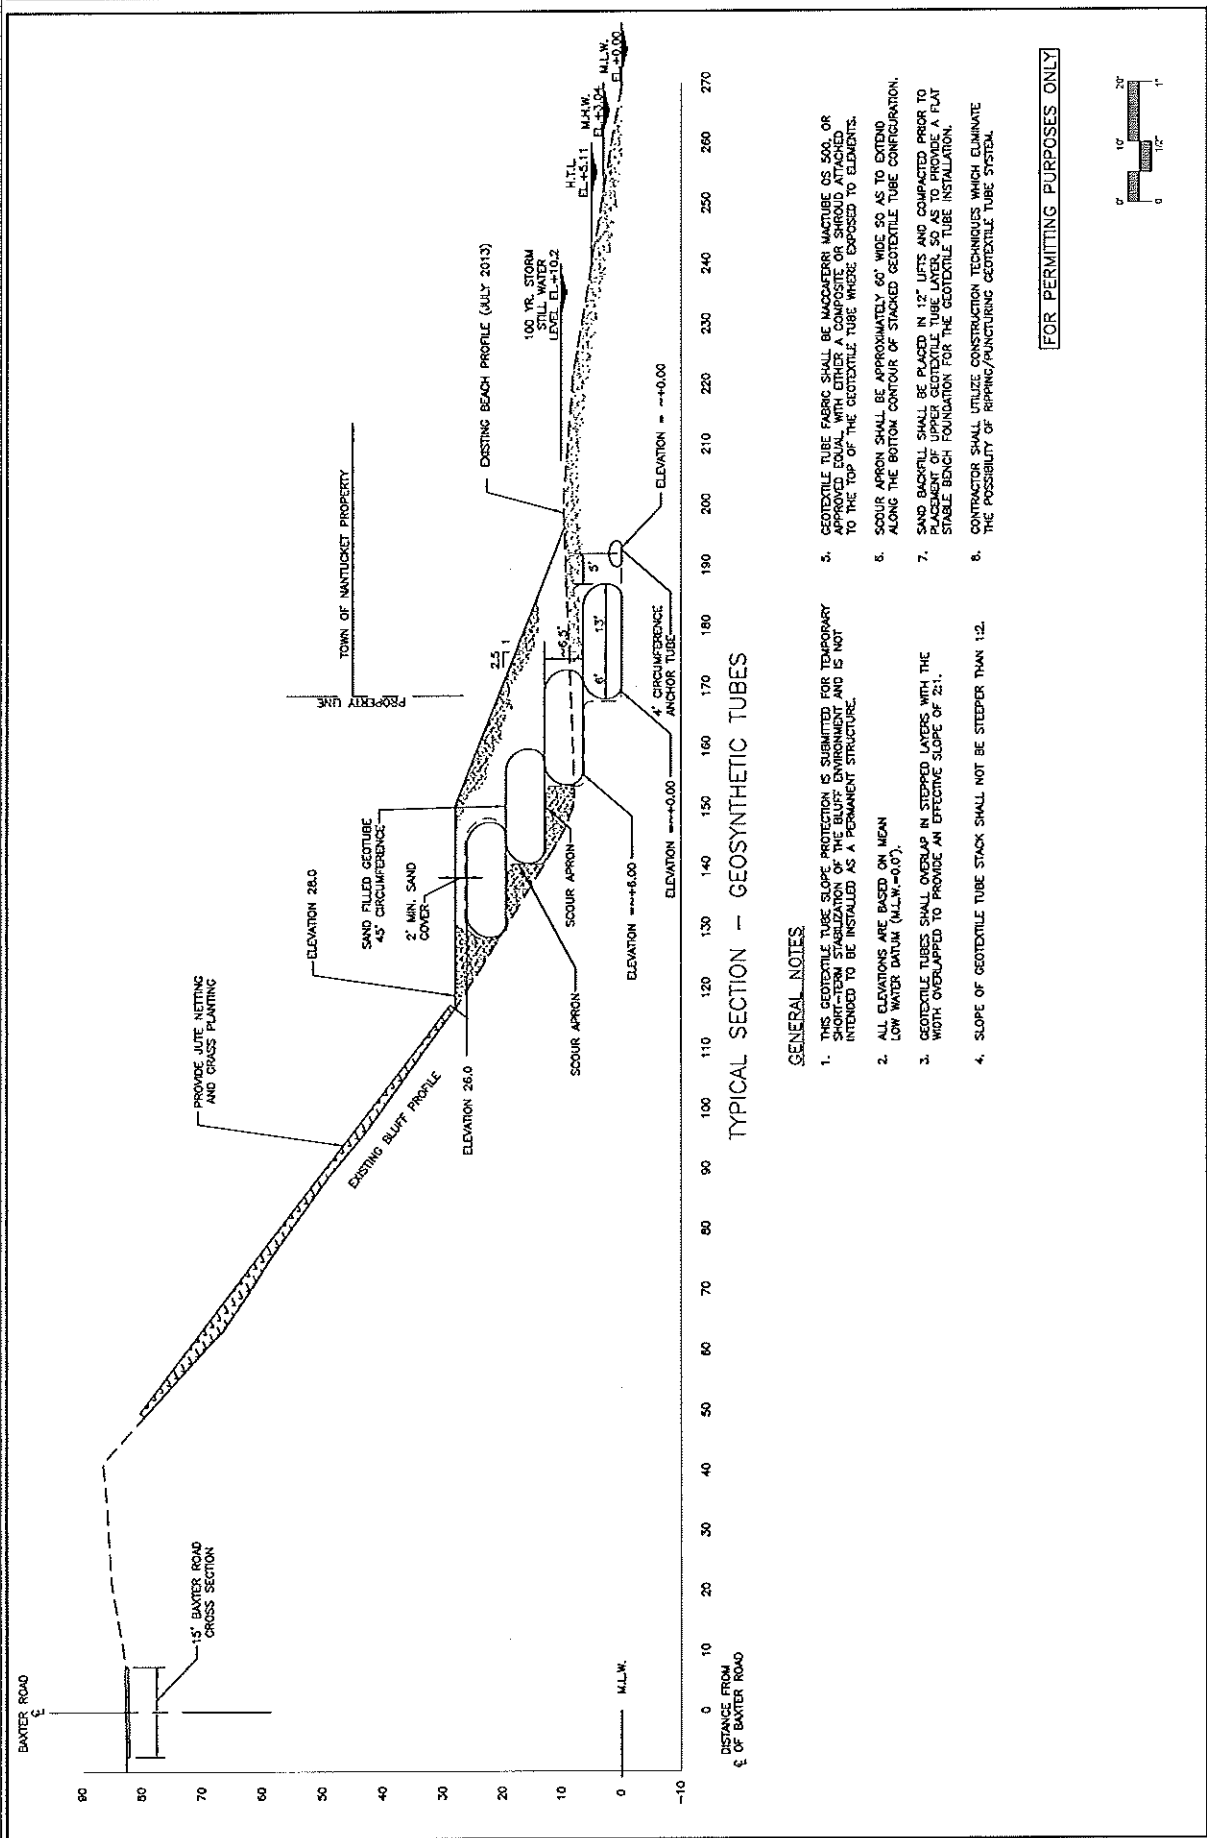 BAXTER ROAD
℄
15' BAXTER ROAD
CROSS SECTION
PROVIDE JUTE NETTING
AND GRASS PLANTING
EXISTING BLUFF PROFILE
ELEVATION 28.0
ELEVATION 26.0
SAND FILLED GEOTUBE
45' CIRCUMFERENCE
2' MIN. SAND
COVER
SCOUR APRON
SCOUR APRON
ELEVATION =~+6.00
ELEVATION =~+0.00
4' CIRCUMFERENCE
ANCHOR TUBE
ELEVATION = ~+0.00
PROPERTY LINE
TOWN OF NANTUCKET PROPERTY
2.5
1
~6.5'
6'
13'
5'
EXISTING BEACH PROFILE (JULY 2013)
100 YR. STORM
STILL WATER
LEVEL EL.+10.2
H.T.L.
EL.+5.11
M.H.W.
EL.+3.04
M.L.W.
EL.+0.00
90
80
70
60
50
40
30
20
10
0
-10
M.L.W.
DISTANCE FROM
℄ OF BAXTER ROAD
0 10 20 30 40 50 60 70 80 90 100 110 120 130 140 150 160 170 180 190 200 210 220 230 240 250 260 270
TYPICAL SECTION - GEOSYNTHETIC TUBES
GENERAL NOTES
1. THIS GEOTEXTILE TUBE SLOPE PROTECTION IS SUBMITTED FOR TEMPORARY
SHORT-TERM STABILIZATION OF THE BLUFF ENVIRONMENT AND IS NOT
INTENDED TO BE INSTALLED AS A PERMANENT STRUCTURE.
2. ALL ELEVATIONS ARE BASED ON MEAN
LOW WATER DATUM (M.L.W.=0.0').
3. GEOTEXTILE TUBES SHALL OVERLAP IN STEPPED LAYERS WITH THE
WIDTH OVERLAPPED TO PROVIDE AN EFFECTIVE SLOPE OF 2:1.
4. SLOPE OF GEOTEXTILE TUBE STACK SHALL NOT BE STEEPER THAN 1:2.
5. GEOTEXTILE TUBE FABRIC SHALL BE MACCAFERRI MACTUBE OS 500, OR
APPROVED EQUAL, WITH EITHER A COMPOSITE OR SHROUD ATTACHED
TO THE TOP OF THE GEOTEXTILE TUBE WHERE EXPOSED TO ELEMENTS.
6. SCOUR APRON SHALL BE APPROXIMATELY 60' WIDE SO AS TO EXTEND
ALONG THE BOTTOM CONTOUR OF STACKED GEOTEXTILE TUBE CONFIGURATION.
7. SAND BACKFILL SHALL BE PLACED IN 12" LIFTS AND COMPACTED PRIOR TO
PLACEMENT OF UPPER GEOTEXTILE TUBE LAYER, SO AS TO PROVIDE A FLAT
STABLE BENCH FOUNDATION FOR THE GEOTEXTILE TUBE INSTALLATION.
8. CONTRACTOR SHALL UTILIZE CONSTRUCTION TECHNIQUES WHICH ELIMINATE
THE POSSIBILITY OF RIPPING/PUNCTURING GEOTEXTILE TUBE SYSTEM.
FOR PERMITTING PURPOSES ONLY
0' 10' 20'
0 1/2" 1"